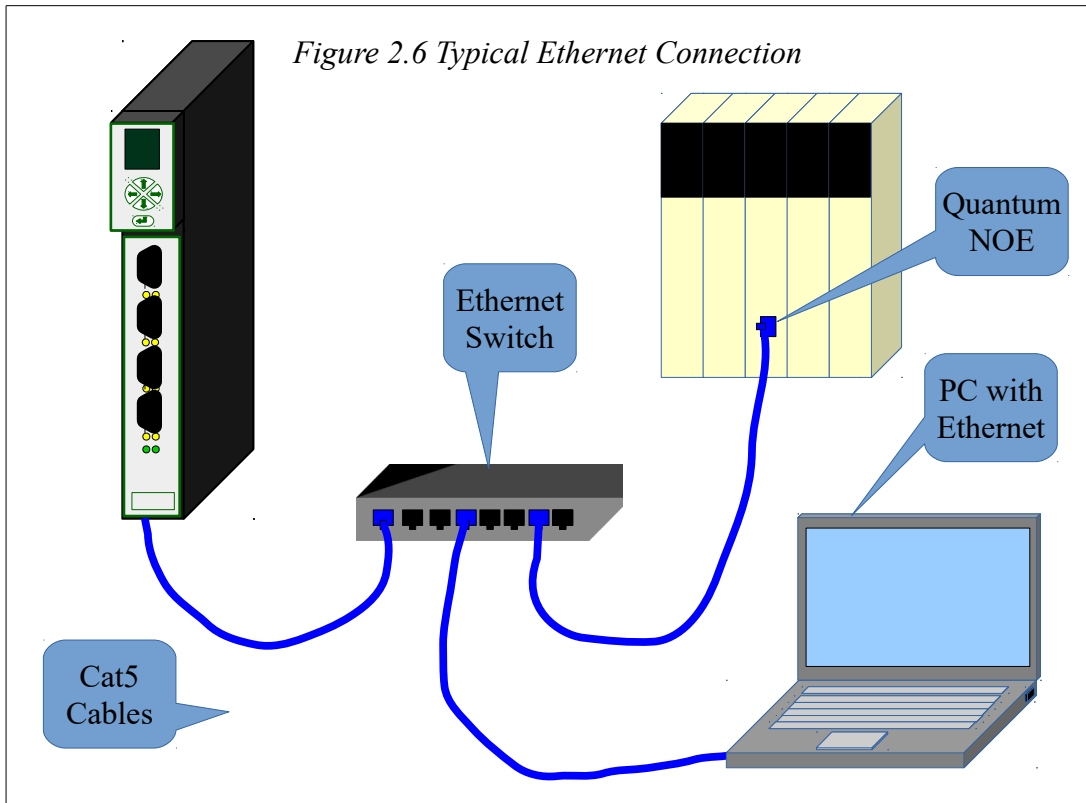 Figure 2.6 Typical Ethernet Connection
Quantum
NOE
Ethernet
Switch
PC with
Ethernet
Cat5
Cables